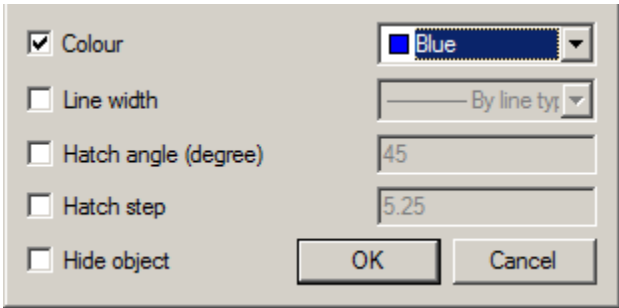 Colour Blue
Line width By line typ
Hatch angle (degree) 45
Hatch step 5.25
Hide object OK Cancel